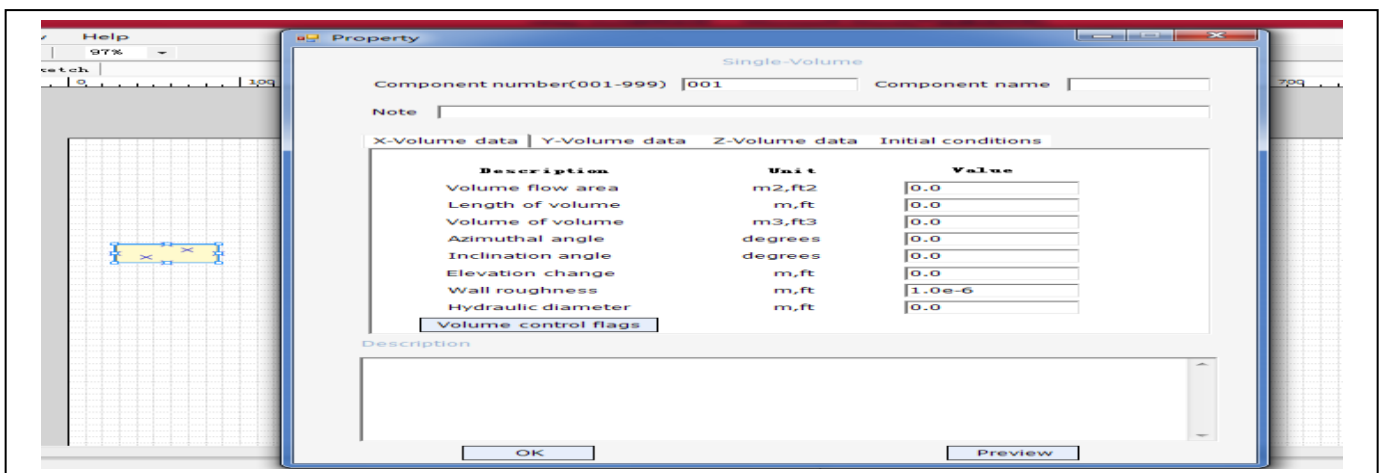 Help
Property
97%
Single-Volume
etch
0
100
Component number(001-999) 001 Component name
700
Note
X-Volume data Y-Volume data Z-Volume data Initial conditions
Description Unit Value
Volume flow area m2,ft2 0.0
Length of volume m,ft 0.0
Volume of volume m3,ft3 0.0
Azimuthal angle degrees 0.0
Inclination angle degrees 0.0
Elevation change m,ft 0.0
Wall roughness m,ft 1.0e-6
Hydraulic diameter m,ft 0.0
Volume control flags
Description
OK Preview